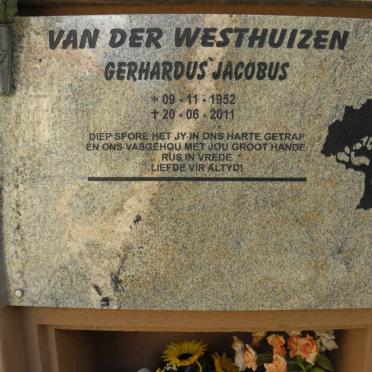 VAN DER WESTHUIZEN
GERHARDUS JACOBUS
* 09 - 11 - 1952
✝ 20 - 06 - 2011
DIEP SPORE HET JY IN ONS HARTE GETRAP
EN ONS VASGEHOU MET JOU GROOT HANDE
RUS IN VREDE
LIEFDE VIR ALTYD!